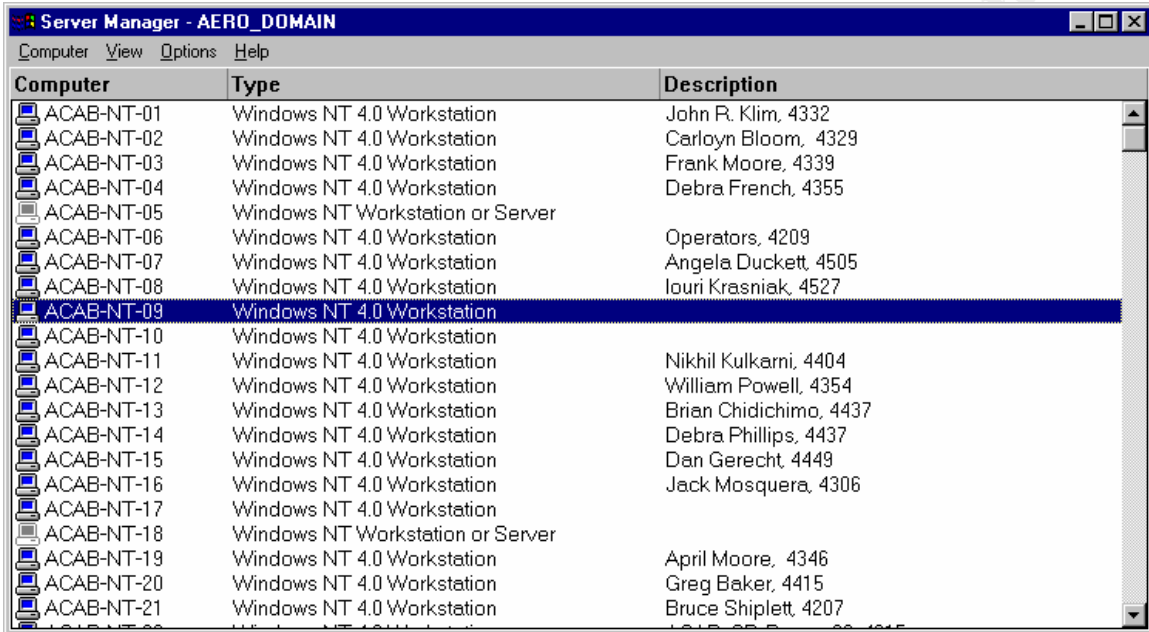 Server Manager - AERO_DOMAIN
Computer View Options Help
Computer Type Description
ACAB-NT-01 Windows NT 4.0 Workstation John R. Klim, 4332
ACAB-NT-02 Windows NT 4.0 Workstation Carloyn Bloom, 4329
ACAB-NT-03 Windows NT 4.0 Workstation Frank Moore, 4339
ACAB-NT-04 Windows NT 4.0 Workstation Debra French, 4355
ACAB-NT-05 Windows NT Workstation or Server
ACAB-NT-06 Windows NT 4.0 Workstation Operators, 4209
ACAB-NT-07 Windows NT 4.0 Workstation Angela Duckett, 4505
ACAB-NT-08 Windows NT 4.0 Workstation Iouri Krasniak, 4527
ACAB-NT-09 Windows NT 4.0 Workstation
ACAB-NT-10 Windows NT 4.0 Workstation
ACAB-NT-11 Windows NT 4.0 Workstation Nikhil Kulkarni, 4404
ACAB-NT-12 Windows NT 4.0 Workstation William Powell, 4354
ACAB-NT-13 Windows NT 4.0 Workstation Brian Chidichimo, 4437
ACAB-NT-14 Windows NT 4.0 Workstation Debra Phillips, 4437
ACAB-NT-15 Windows NT 4.0 Workstation Dan Gerecht, 4449
ACAB-NT-16 Windows NT 4.0 Workstation Jack Mosquera, 4306
ACAB-NT-17 Windows NT 4.0 Workstation
ACAB-NT-18 Windows NT Workstation or Server
ACAB-NT-19 Windows NT 4.0 Workstation April Moore, 4346
ACAB-NT-20 Windows NT 4.0 Workstation Greg Baker, 4415
ACAB-NT-21 Windows NT 4.0 Workstation Bruce Shiplett, 4207